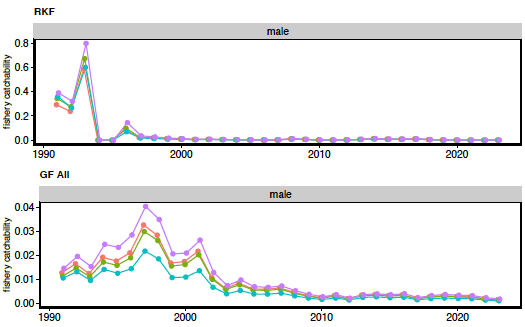 RKF
male
fishery catchability
0.8
0.6
0.4
0.2
0.0
1990 2000 2010 2020
GF All
male
fishery catchability
0.04
0.03
0.02
0.01
0.00
1990 2000 2010 2020